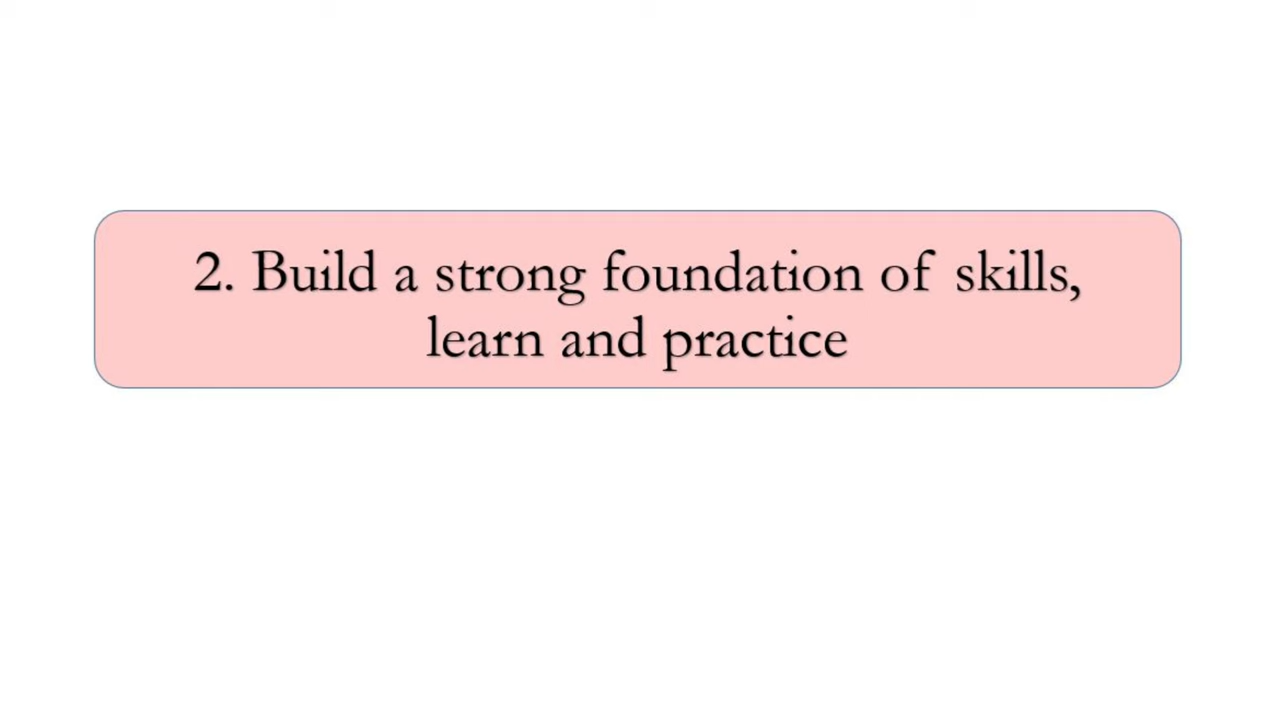 2. Build a strong foundation of skills,
learn and practice